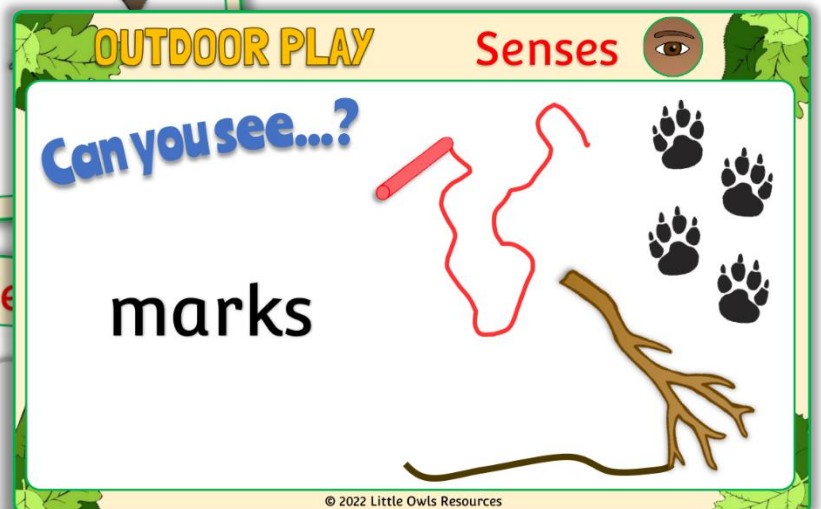 OUTDOOR PLAY Senses
Can you see...?
marks
© 2022 Little Owls Resources